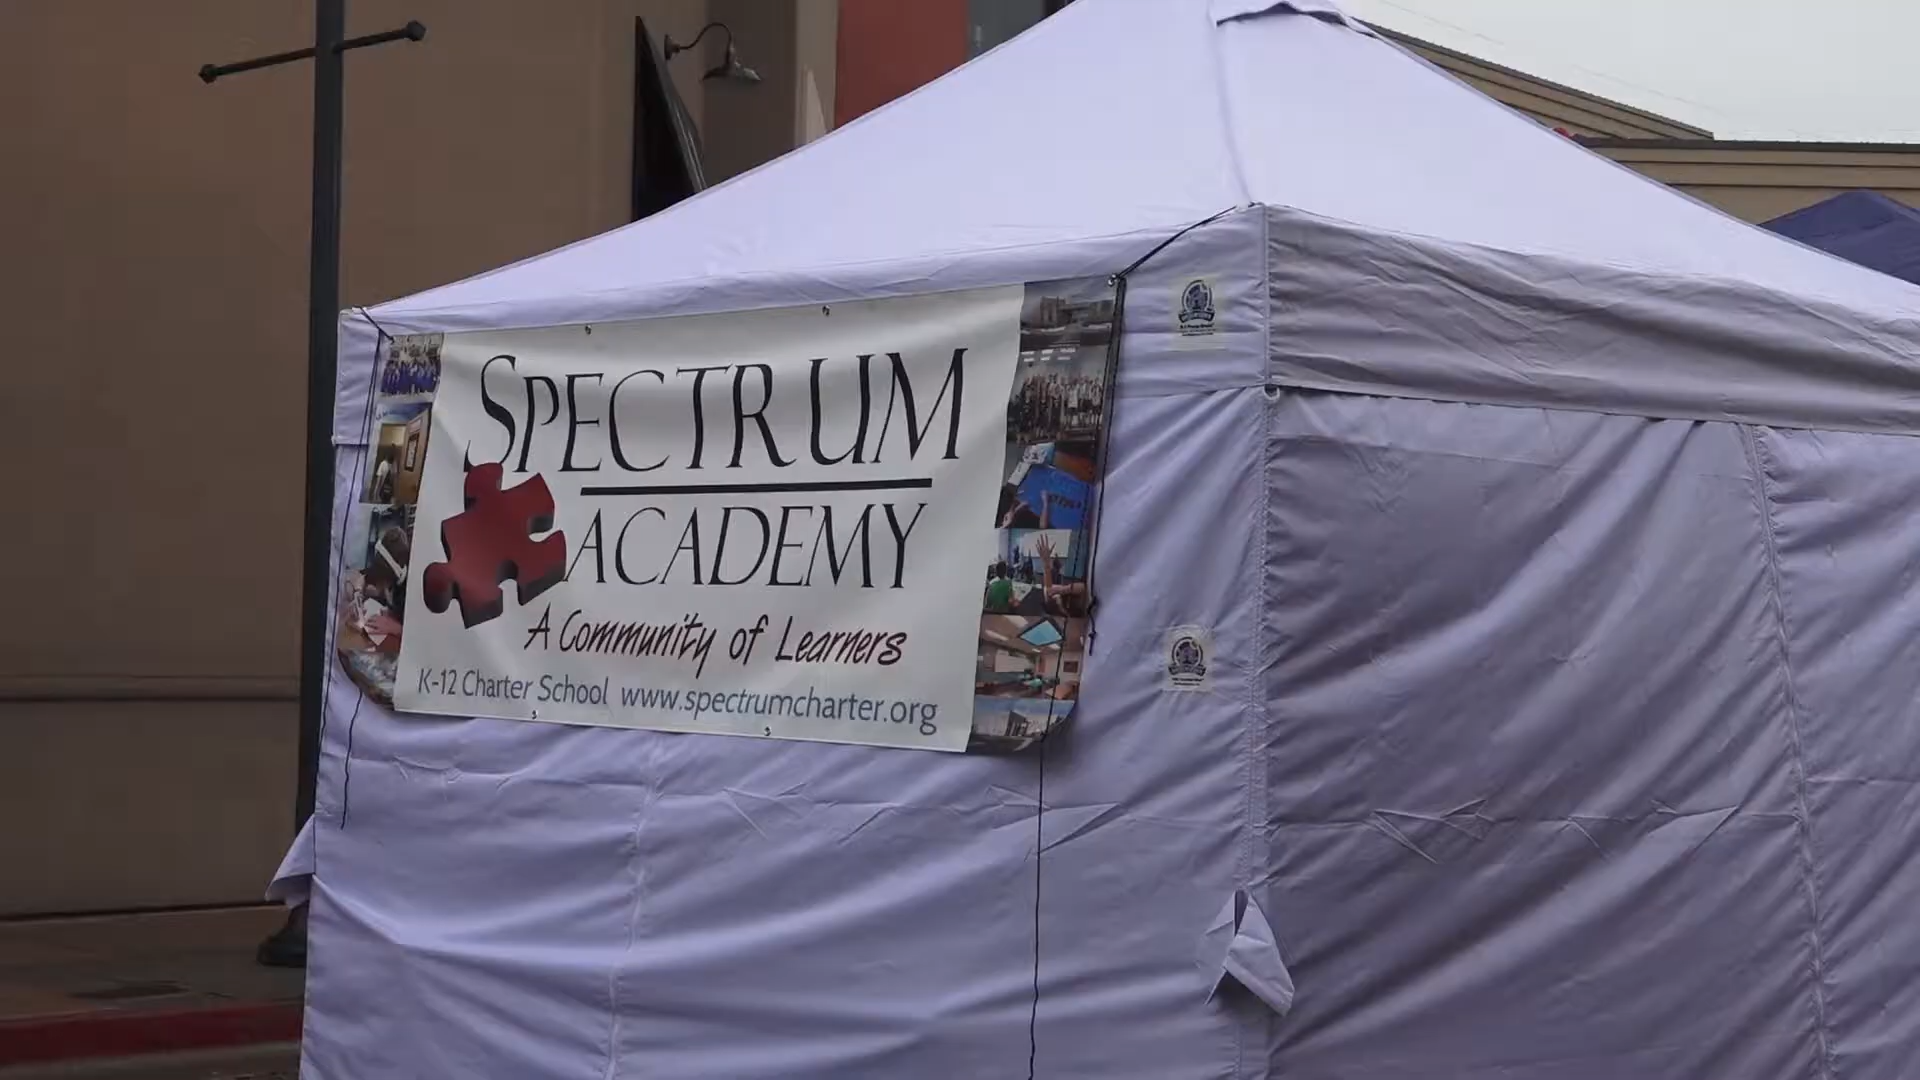 SPECTRUM
ACADEMY
A Community of Learners
K-12 Charter School www.spectrumcharter.org